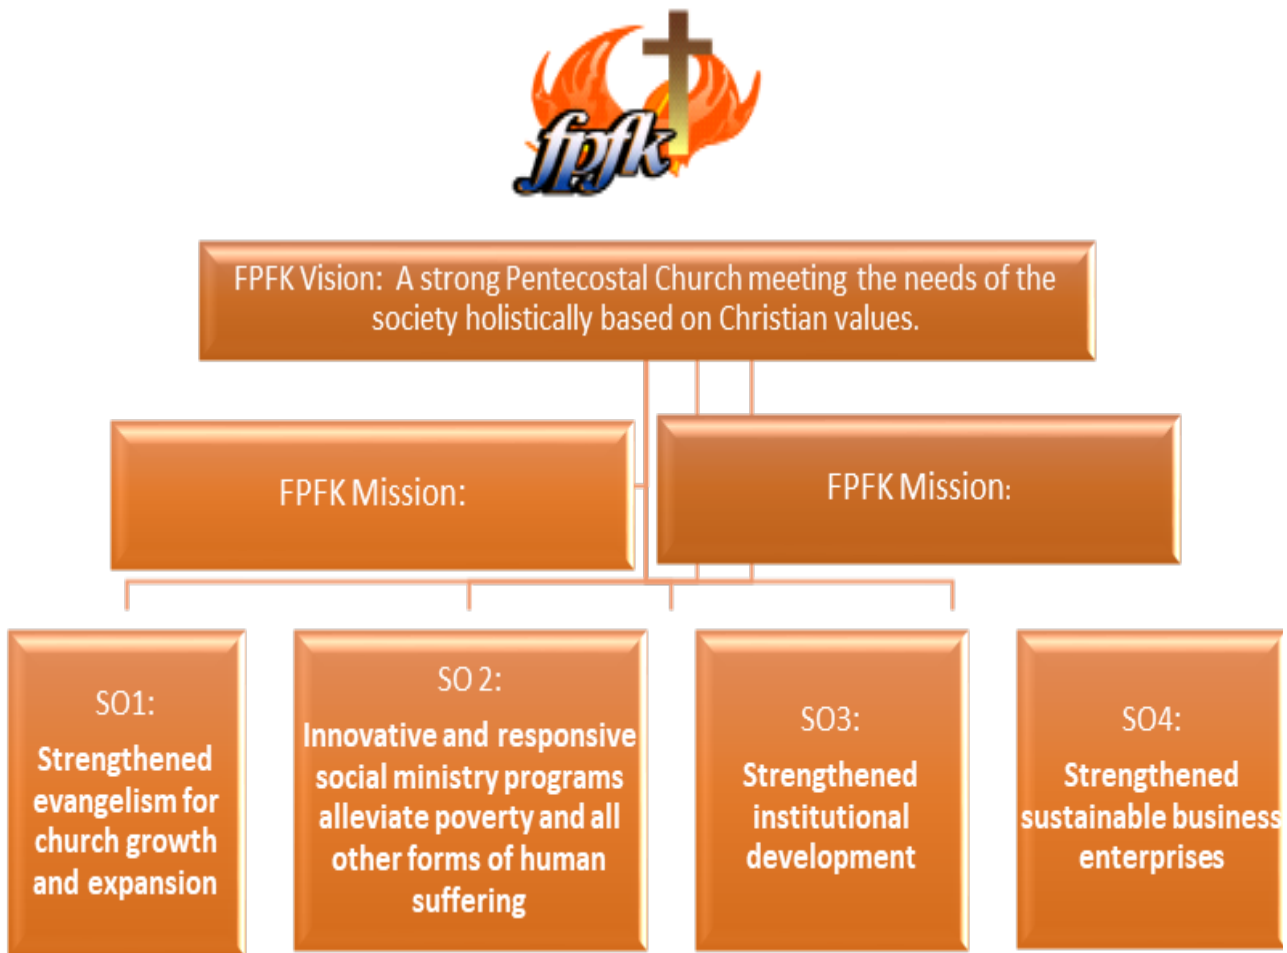 fpfk
FPFK Vision: A strong Pentecostal Church meeting the needs of the
society holistically based on Christian values.
FPFK Mission:
FPFK Mission:
SO1:
Strengthened
evangelism for
church growth
and expansion
SO 2:
Innovative and responsive
social ministry programs
alleviate poverty and all
other forms of human
suffering
SO3:
Strengthened
institutional
development
SO4:
Strengthened
sustainable business
enterprises